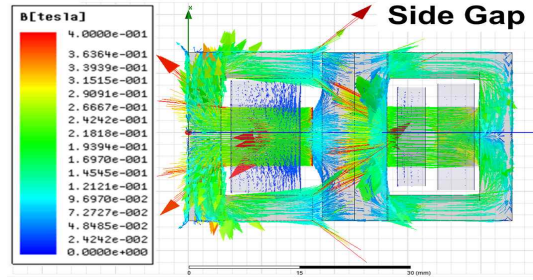 B[tesla]
Side Gap
4.0000e-001
3.6364e-001
3.3939e-001
3.1515e-001
2.9091e-001
2.6667e-001
2.4242e-001
2.1818e-001
1.9394e-001
1.6970e-001
1.4545e-001
1.2121e-001
9.6970e-002
7.2727e-002
4.8485e-002
2.4242e-002
0.0000e+000
0
15
30 (mm)